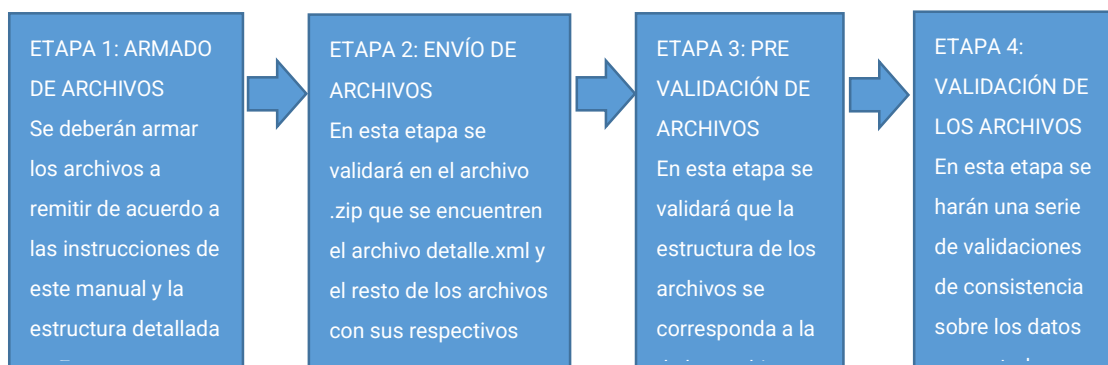 ETAPA 1: ARMADO
DE ARCHIVOS
Se deberán armar
los archivos a
remitir de acuerdo a
las instrucciones de
este manual y la
estructura detallada
ETAPA 2: ENVÍO DE
ARCHIVOS
En esta etapa se
validará en el archivo
.zip que se encuentren
el archivo detalle.xml y
el resto de los archivos
con sus respectivos
ETAPA 3: PRE
VALIDACIÓN DE
ARCHIVOS
En esta etapa se
validará que la
estructura de los
archivos se
corresponda a la
ETAPA 4:
VALIDACIÓN DE
LOS ARCHIVOS
En esta etapa se
harán una serie
de validaciones
de consistencia
sobre los datos